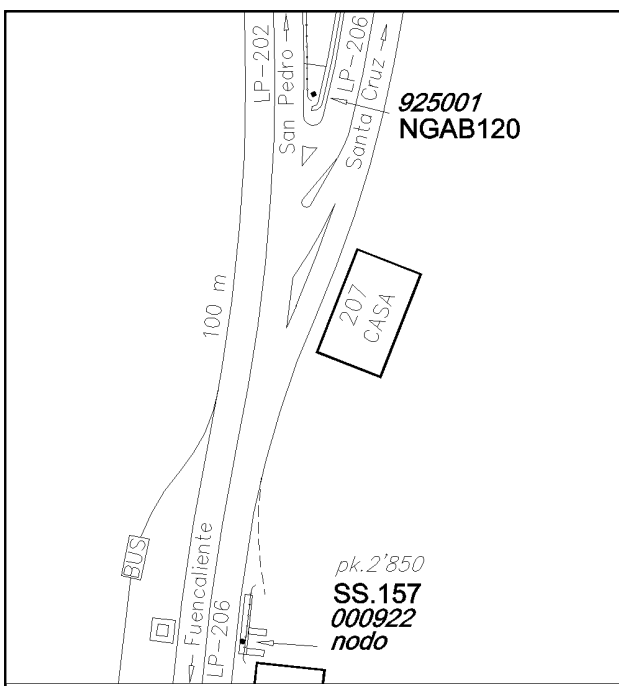 LP-202
San Pedro
LP-206
Santa Cruz
925001
NGAB120
207
CASA
100 m
BUS
Fuencaliente
LP-206
pk.2'850
SS.157
000922
nodo